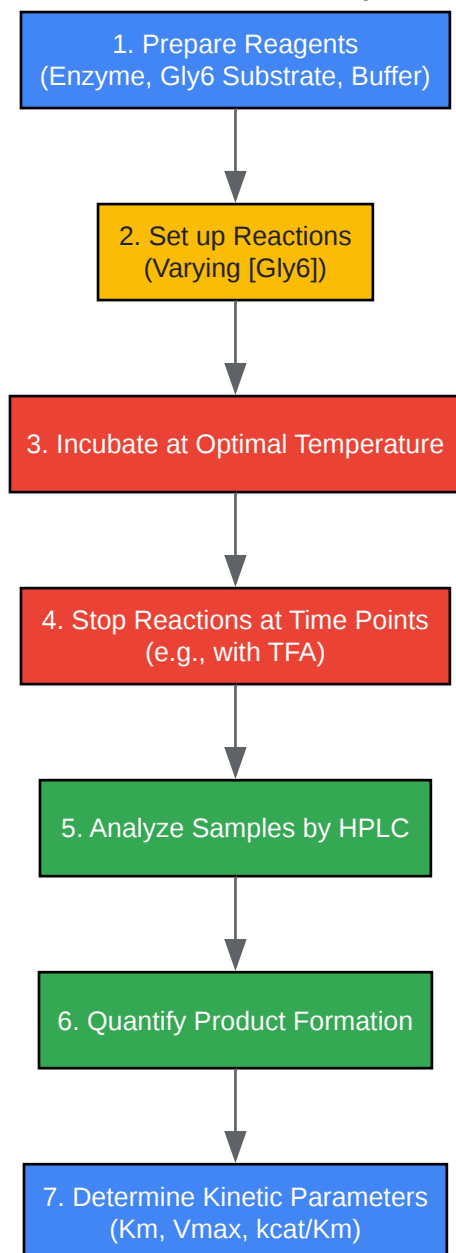 1. Prepare Reagents
(Enzyme, Gly6 Substrate, Buffer)
2. Set up Reactions
(Varying [Gly6])
3. Incubate at Optimal Temperature
4. Stop Reactions at Time Points
(e.g., with TFA)
5. Analyze Samples by HPLC
6. Quantify Product Formation
7. Determine Kinetic Parameters
(Km, Vmax, kcat/Km)